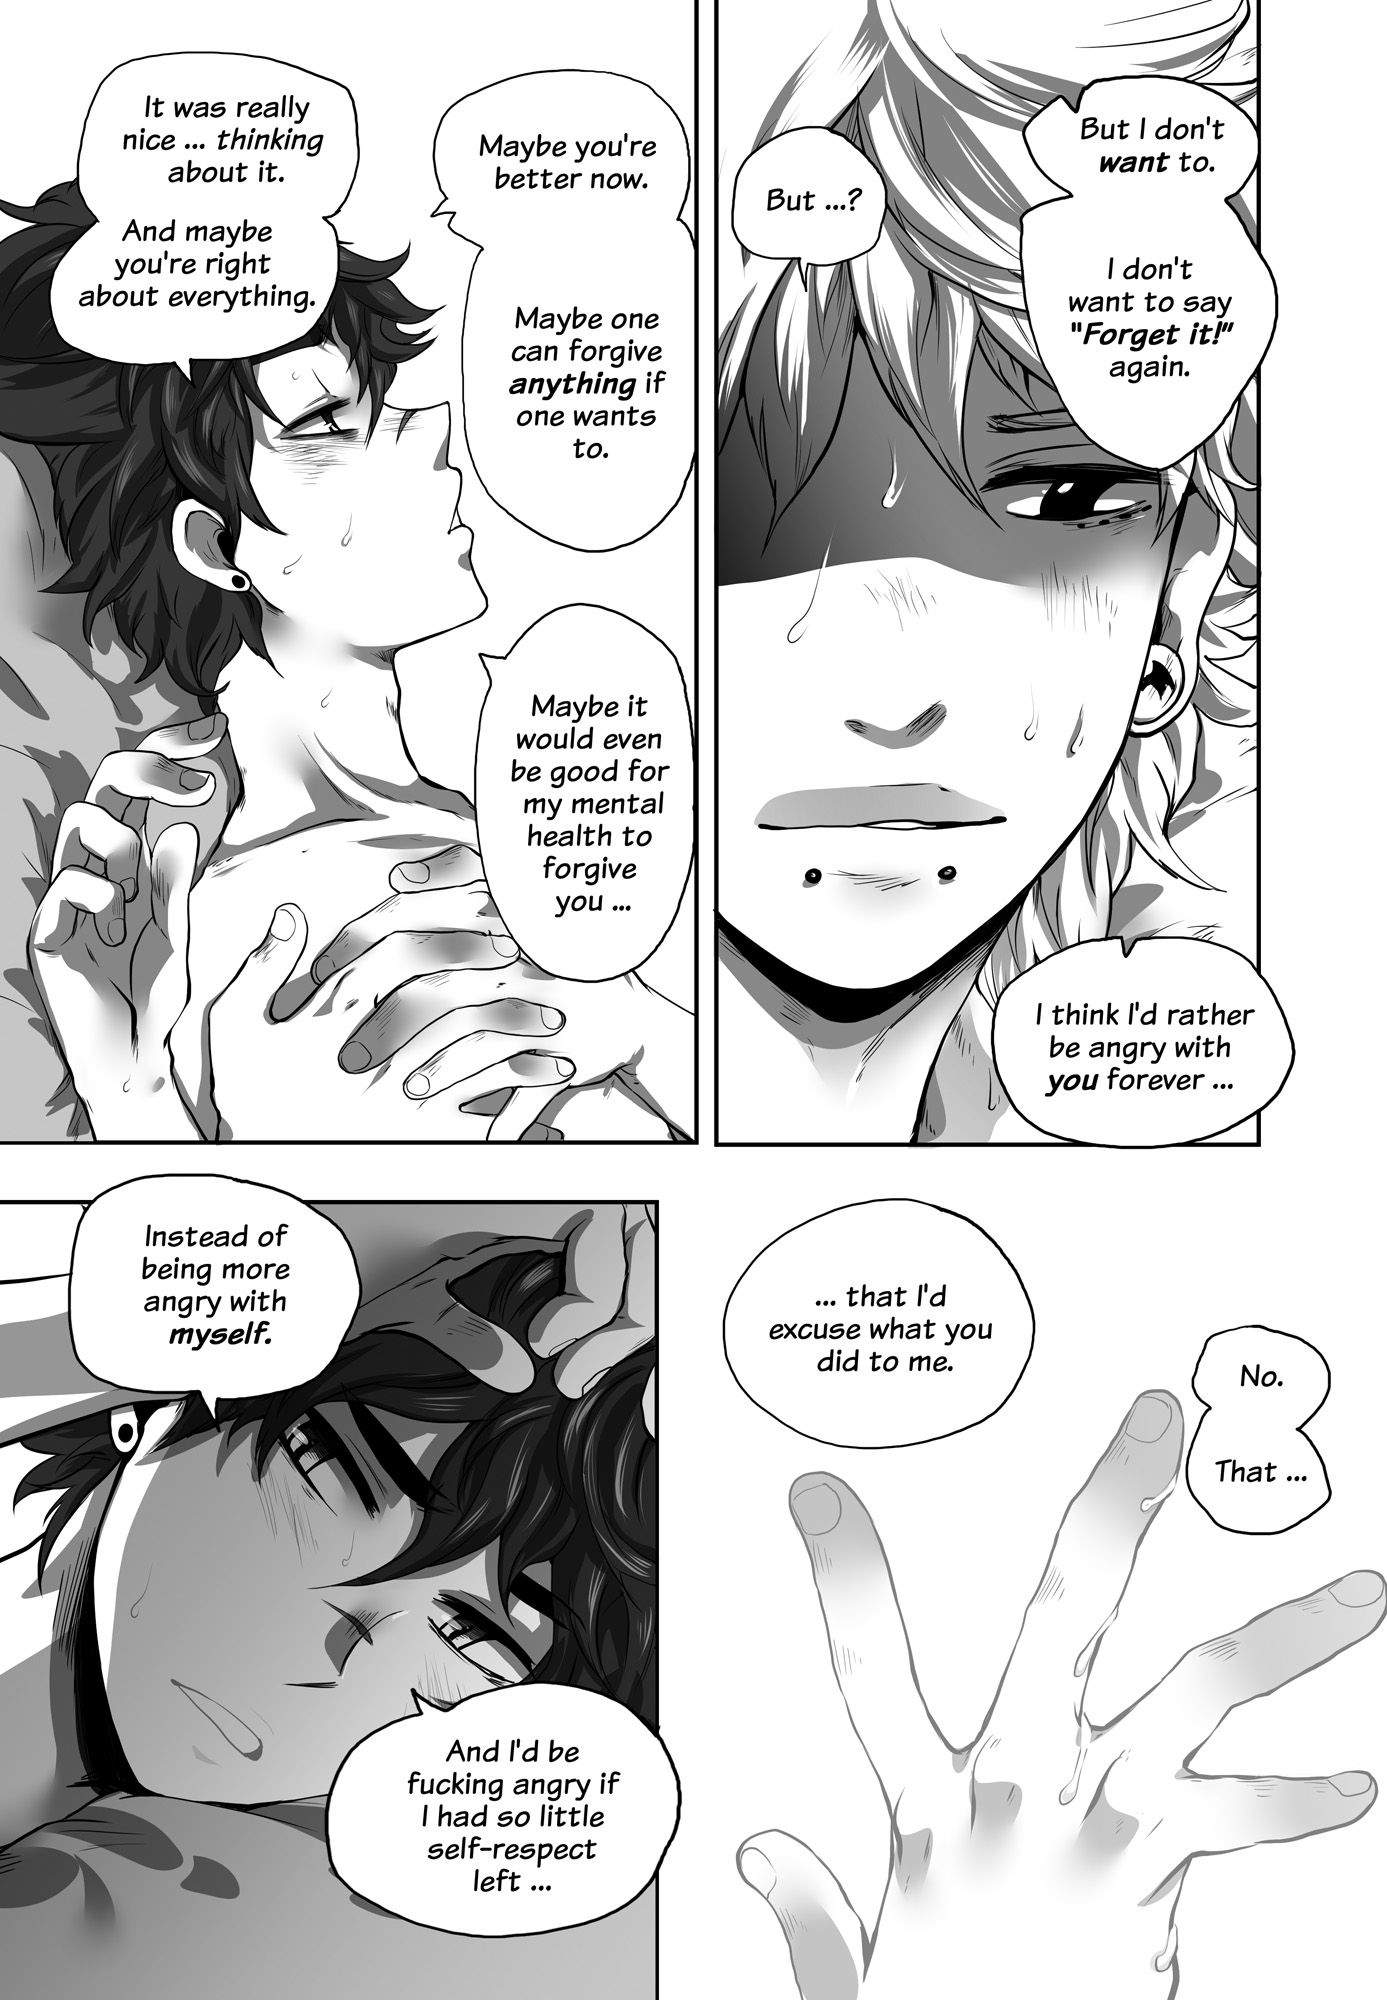 It was really
nice ... thinking
about it.
And maybe
you're right
about everything.
Maybe you're
better now.
Maybe one
can forgive
anything if
one wants
to.
Maybe it
would even
be good for
my mental
health to
forgive
you ...
But ...?
But I don't
want to.
I don't
want to say
"Forget it!"
again.
I think I'd rather
be angry with
you forever ...
Instead of
being more
angry with
myself.
And I'd be
fucking angry if
I had so little
self-respect
left ...
... that I'd
excuse what you
did to me.
No.
That ...